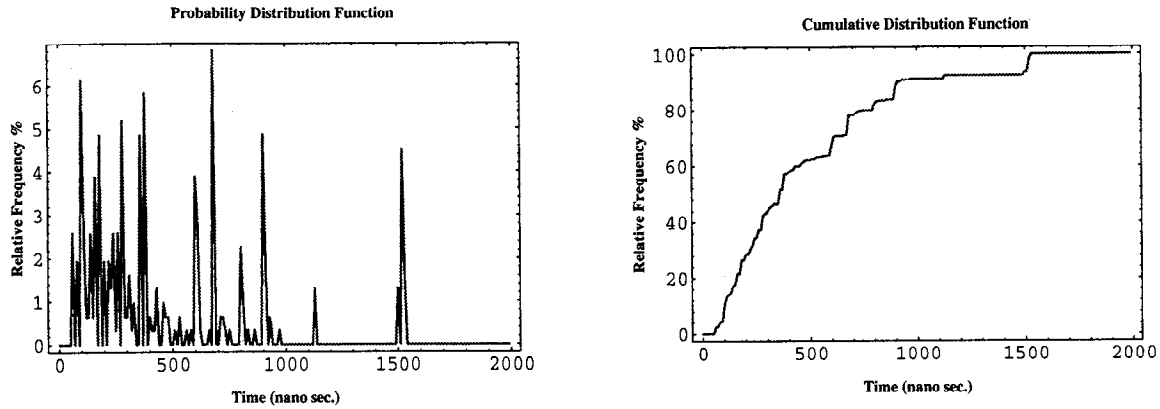 Probability Distribution Function
Relative Frequency %
6
5
4
3
2
1
0
0 500 1000 1500 2000
Time (nano sec.)
Cumulative Distribution Function
Relative Frequency %
100
80
60
40
20
0
0 500 1000 1500 2000
Time (nano sec.)